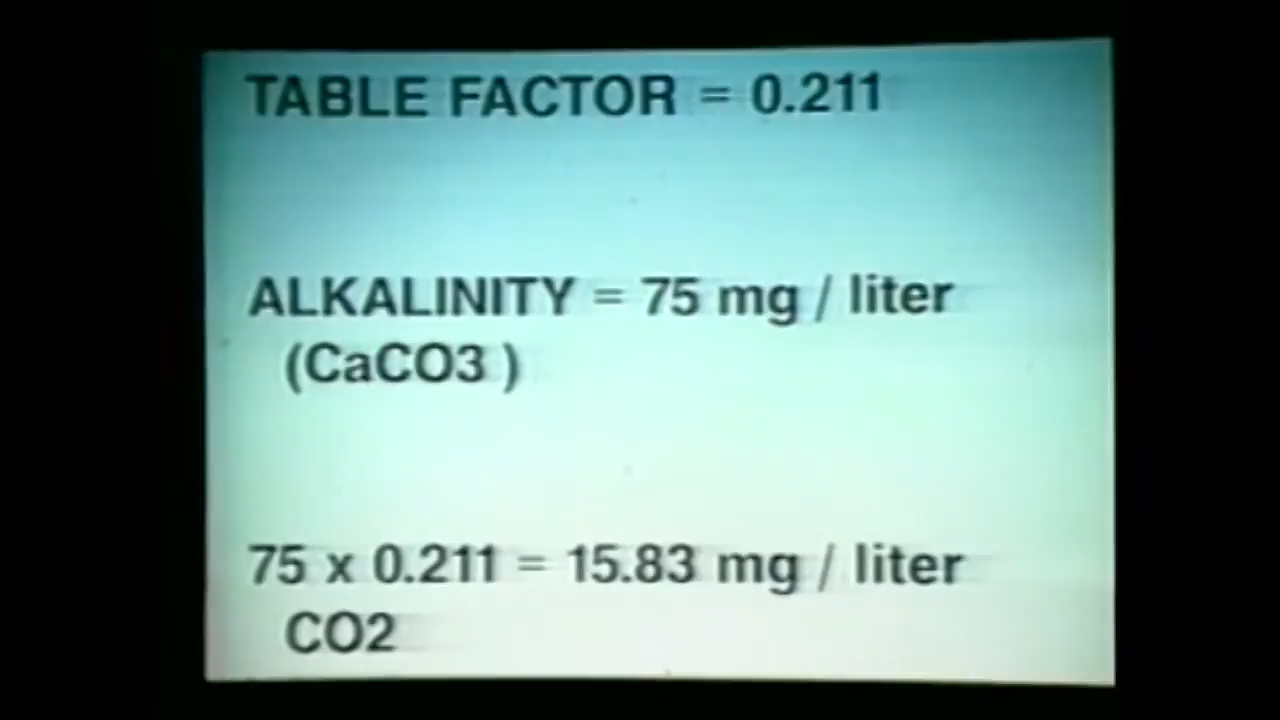 TABLE FACTOR = 0.211
ALKALINITY = 75 mg / liter
(CaCO3 )
75 x 0.211 = 15.83 mg / liter
CO2